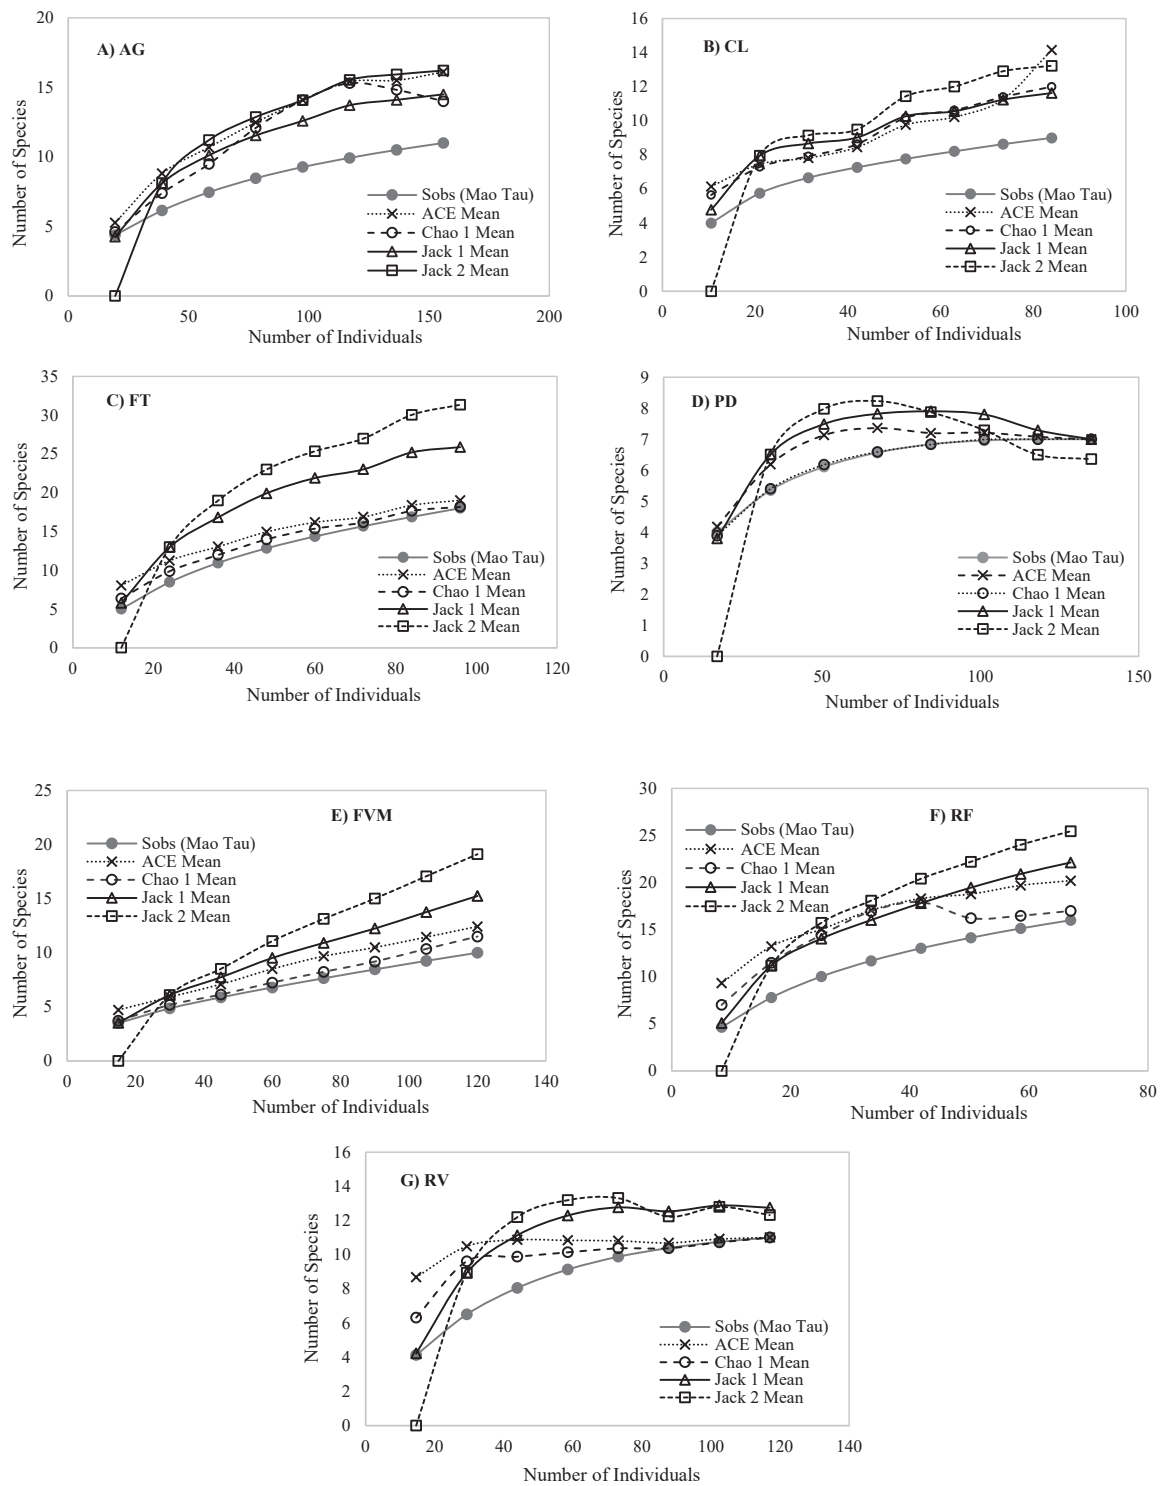 A) AG
20
15
10
5
0
0 50 100 150 200
Number of Species
Number of Individuals
Sobs (Mao Tau)
ACE Mean
Chao 1 Mean
Jack 1 Mean
Jack 2 Mean
B) CL
16
14
12
10
8
6
4
2
0
0 20 40 60 80 100
Number of Species
Number of Individuals
Sobs (Mao Tau)
ACE Mean
Chao 1 Mean
Jack 1 Mean
Jack 2 Mean
C) FT
35
30
25
20
15
10
5
0
0 20 40 60 80 100 120
Number of Species
Number of Individuals
Sobs (Mao Tau)
ACE Mean
Chao 1 Mean
Jack 1 Mean
Jack 2 Mean
D) PD
9
8
7
6
5
4
3
2
1
0
0 50 100 150
Number of Species
Number of Individuals
Sobs (Mao Tau)
ACE Mean
Chao 1 Mean
Jack 1 Mean
Jack 2 Mean
E) FVM
25
20
15
10
5
0
0 20 40 60 80 100 120 140
Number of Species
Number of Individuals
Sobs (Mao Tau)
ACE Mean
Chao 1 Mean
Jack 1 Mean
Jack 2 Mean
F) RF
30
25
20
15
10
5
0
0 20 40 60 80
Number of Species
Number of Individuals
Sobs (Mao Tau)
ACE Mean
Chao 1 Mean
Jack 1 Mean
Jack 2 Mean
G) RV
16
14
12
10
8
6
4
2
0
0 20 40 60 80 100 120 140
Number of Species
Number of Individuals
Sobs (Mao Tau)
ACE Mean
Chao 1 Mean
Jack 1 Mean
Jack 2 Mean